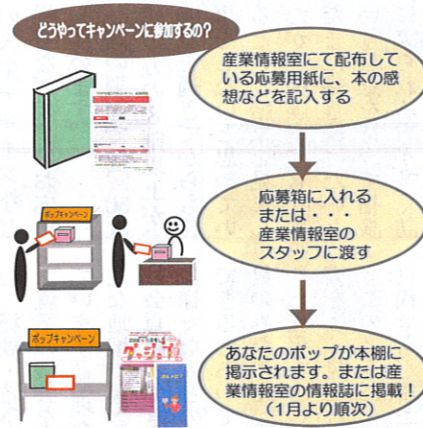 どうやってキャンペーンに参加するの？
産業情報室にて配布して
いる応募用紙に、本の感
想などを記入する
応募箱に入れる
または・・・
産業情報室の
スタッフに渡す
ポップキャンペーン
ポップキャンペーン
あなたのポップが本棚に
掲示されます。または産
業情報室の情報誌に掲載！
（1月より順次）